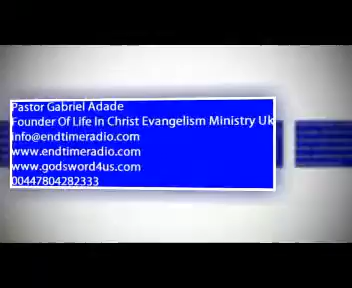 Pastor Gabriel Adade
Founder Of Life In Christ Evangelism Ministry Uk
info@endtimeradio.com
www.endtimeradio.com
www.godsword4us.com
00447804282333